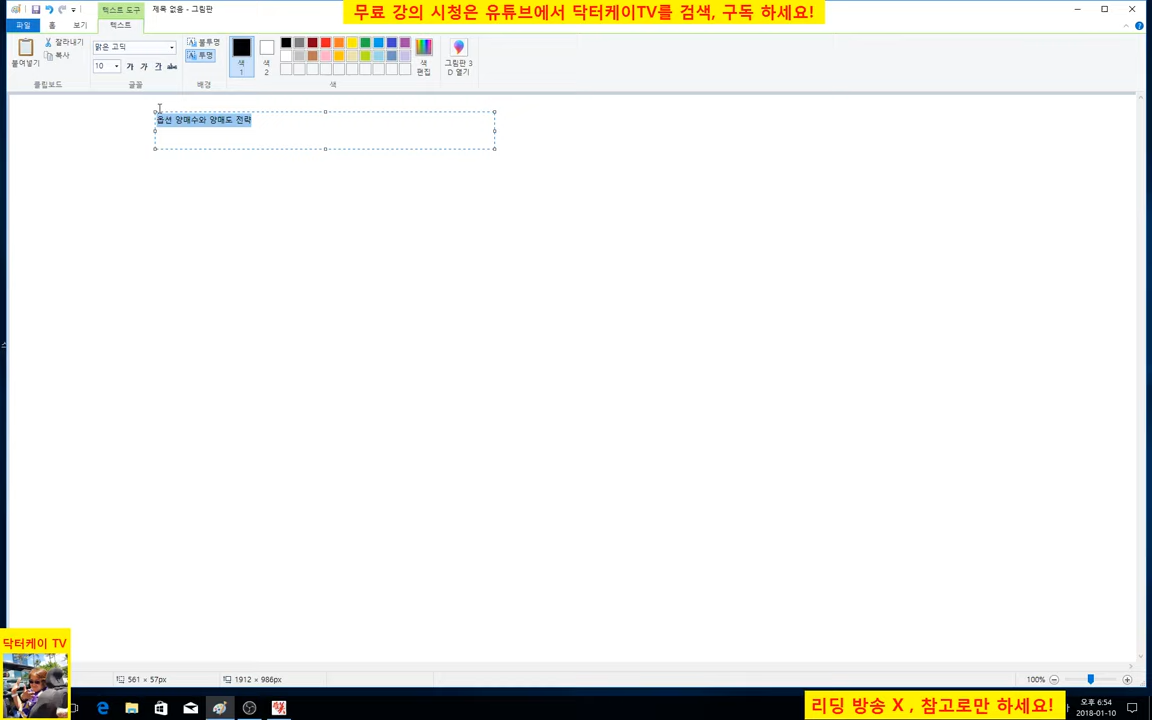 무료 강의 시청은 유튜브에서 닥터케이TV를 검색, 구독 하세요!
텍스트 도구 제목 없음 - 그림판
파일 홈 보기 텍스트
붙여넣기
잘라내기
복사
클립보드
맑은 고딕
10 가 가 가 abc
글꼴
불투명
투명
배경
색
1
색
2
색
편집
색
그림판 3
D 열기
옵션 양매수와 양매도 전략
닥터케이 TV
561 × 57px
1912 × 986px
100%
리딩 방송 X , 참고로만 하세요!
오후 6:54
2018-01-10